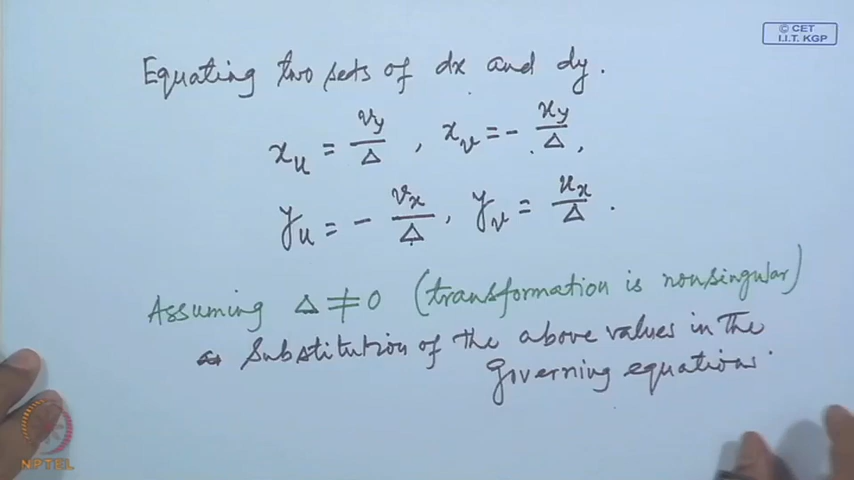 © CET
I.I.T. KGP
Equating two sets of dx and dy.
x_u = v_y/Δ , x_v = - u_y/Δ ,
y_u = - v_x/Δ , y_v = u_x/Δ .
Assuming Δ ≠ 0 (transformation is nonsingular)
Substitution of the above values in the
governing equations.
NPTEL